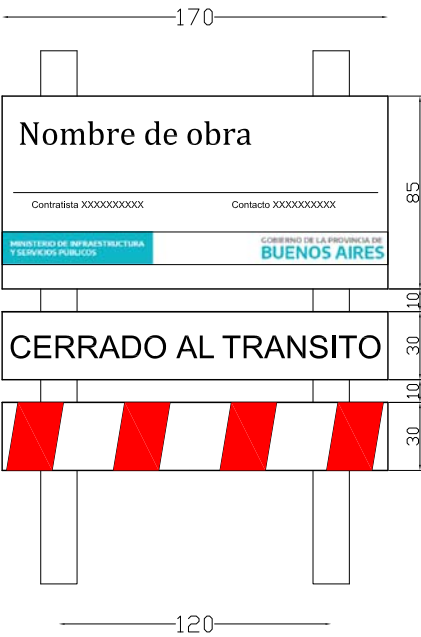 170
Nombre de obra
Contratista XXXXXXXXXX Contacto XXXXXXXXXX
MINISTERIO DE INFRAESTRUCTURA
Y SERVICIOS PÚBLICOS
GOBIERNO DE LA PROVINCIA DE
BUENOS AIRES
85
10
CERRADO AL TRANSITO
30
10
30
120